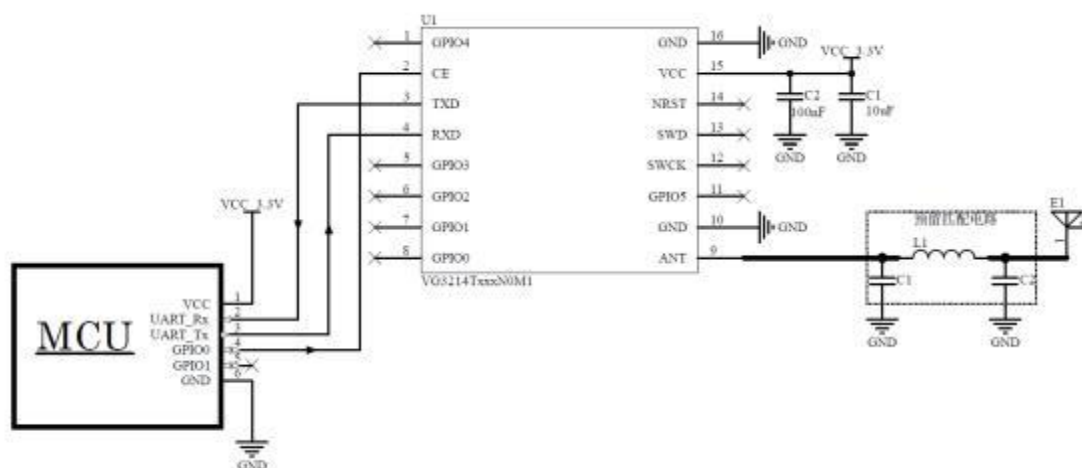 U1
1 GPIO4
2 CE
3 TXD
4 RXD
5 GPIO3
6 GPIO2
7 GPIO1
8 GPIO0
GND 16
VCC 15
NRST 14
SWD 13
SWCK 12
GPIO5 11
GND 10
ANT 9
VG3214TxxxN0M1
GND
VCC_3.3V
C2
100nF
C1
10uF
GND
GND
GND
预留匹配电路
L1
C1
C2
GND
GND
E1
1
VCC_3.3V
MCU
VCC 1
UART_Rx 2
UART_Tx 3
GPIO0 4
GPIO1 5
GND 6
GND